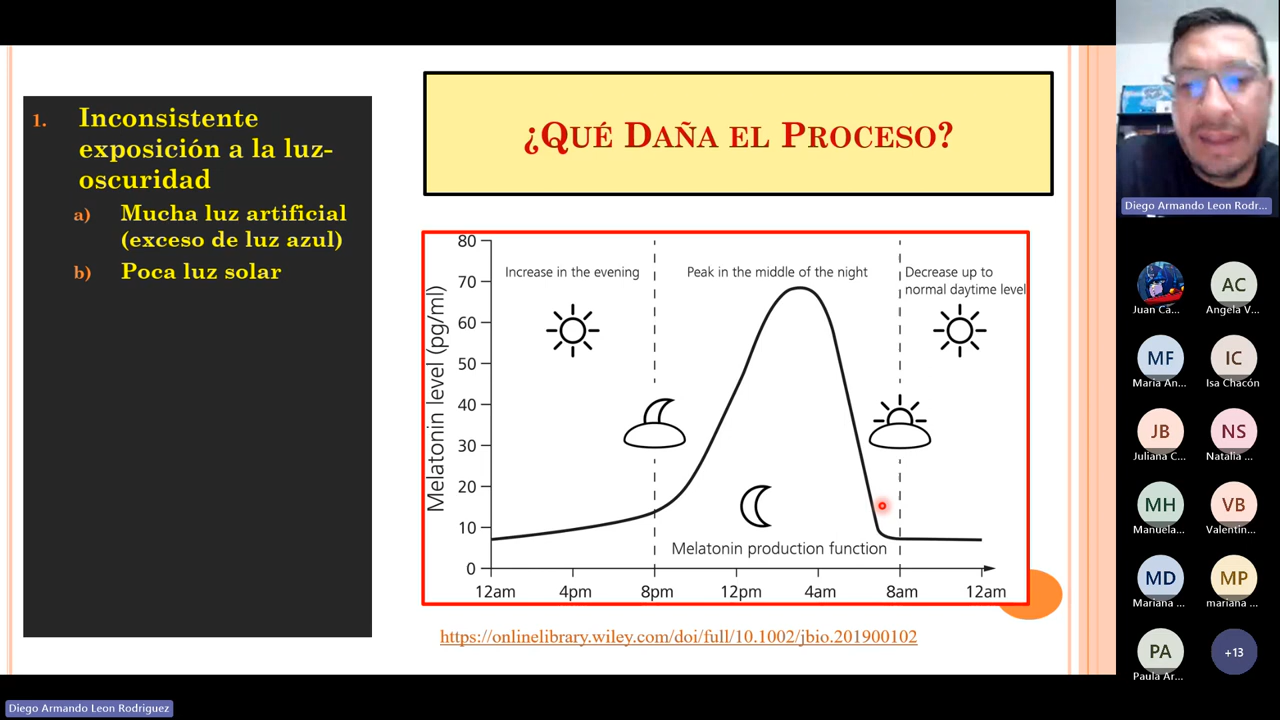 1. Inconsistente
exposición a la luz-
oscuridad
a) Mucha luz artificial
(exceso de luz azul)
b) Poca luz solar
¿Qué Daña el Proceso?
Melatonin level (pg/ml)
80
70
60
50
40
30
20
10
0
Increase in the evening
Peak in the middle of the night
Decrease up to
normal daytime level
Melatonin production function
12am 4pm 8pm 12pm 4am 8am 12am
https://onlinelibrary.wiley.com/doi/full/10.1002/jbio.201900102
Diego Armando Leon Rodr...
Juan Ca...
AC
Angela V...
MF
Maria An...
IC
Isa Chacón
JB
Juliana C...
NS
Natalia ...
MH
Manuela...
VB
Valentin...
MD
Mariana ...
MP
mariana ...
PA
Paula Ar...
+13
Diego Armando Leon Rodriguez